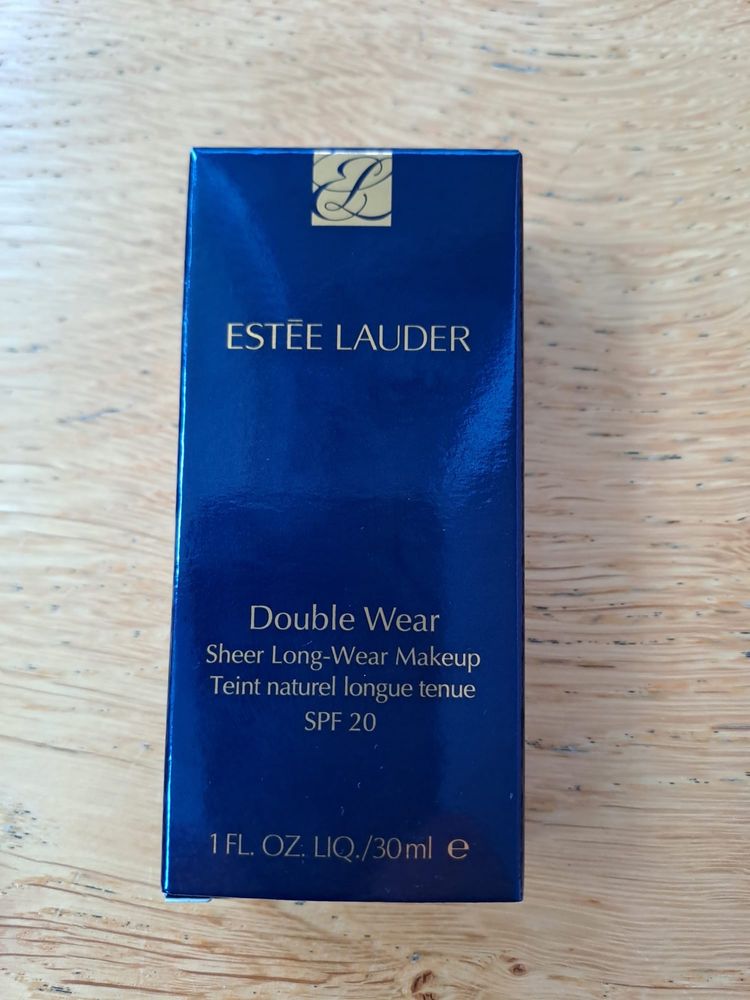 EL
ESTĒE LAUDER
Double Wear
Sheer Long-Wear Makeup
Teint naturel longue tenue
SPF 20
1 FL. OZ. LIQ./30ml ℮